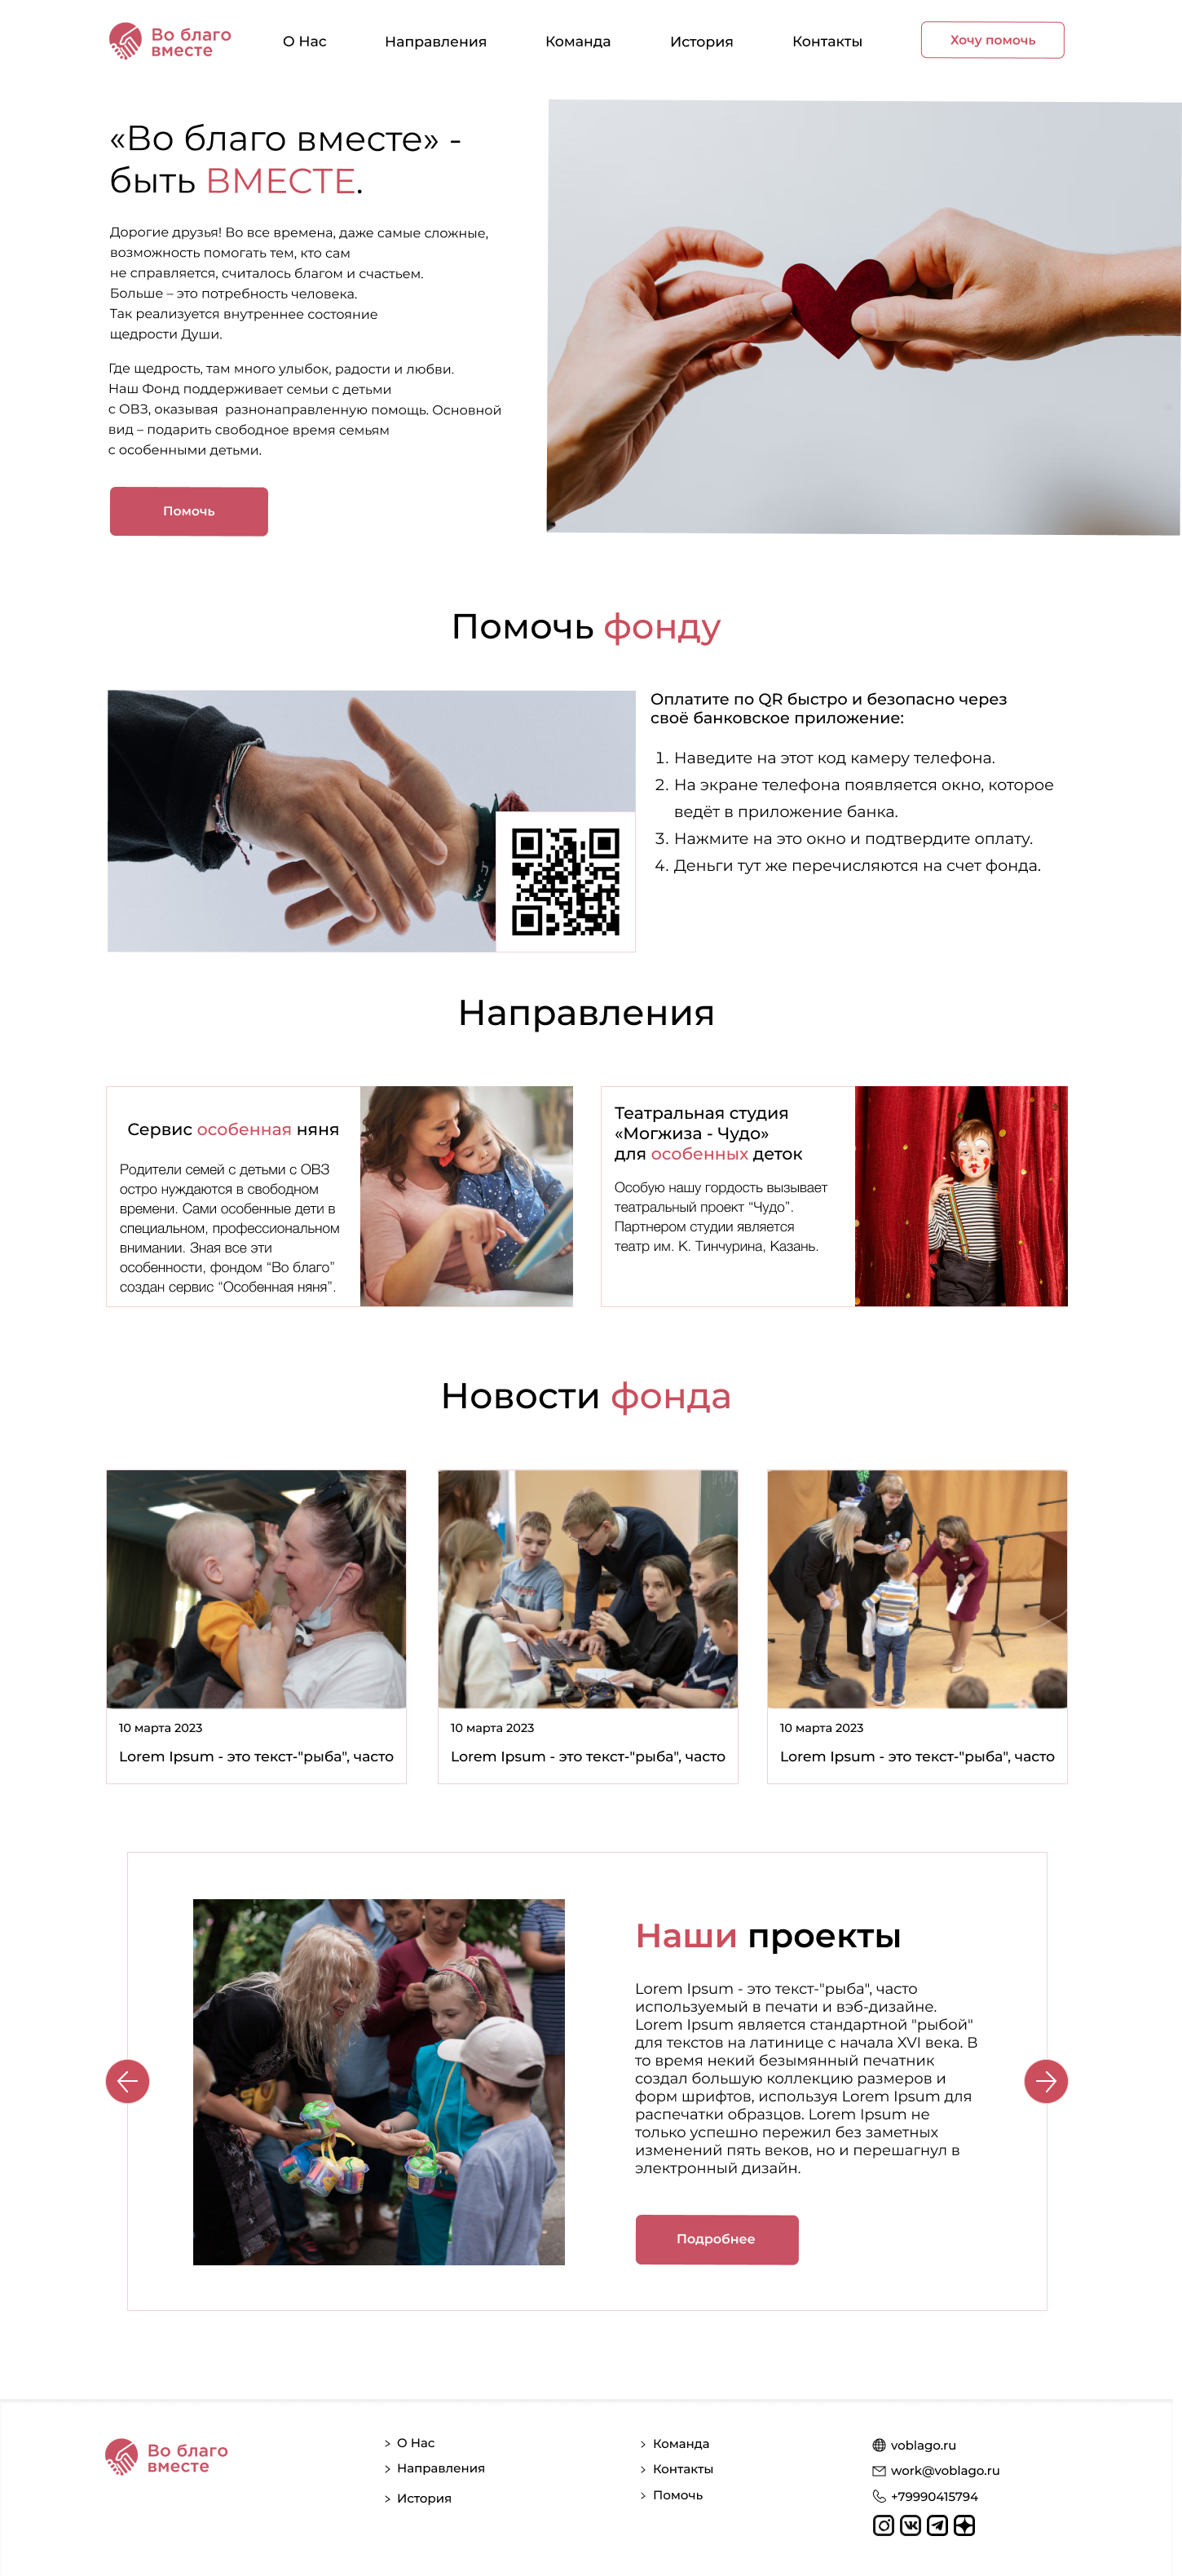 Во благо
вместе
О Нас
Направления
Команда
История
Контакты
Хочу помочь
«Во благо вместе» -
быть ВМЕСТЕ.
Дорогие друзья! Во все времена, даже самые сложные,
возможность помогать тем, кто сам
не справляется, считалось благом и счастьем.
Больше – это потребность человека.
Так реализуется внутреннее состояние
щедрости Души.
Где щедрость, там много улыбок, радости и любви.
Наш Фонд поддерживает семьи с детьми
с ОВЗ, оказывая  разнонаправленную помощь. Основной
вид – подарить свободное время семьям
с особенными детьми.
Помочь
Помочь фонду
Оплатите по QR быстро и безопасно через
своё банковское приложение:
1. Наведите на этот код камеру телефона.
2. На экране телефона появляется окно, которое
ведёт в приложение банка.
3. Нажмите на это окно и подтвердите оплату.
4. Деньги тут же перечисляются на счет фонда.
Направления
Сервис особенная няня
Родители семей с детьми с ОВЗ
остро нуждаются в свободном
времени. Сами особенные дети в
специальном, профессиональном
внимании. Зная все эти
особенности, фондом “Во благо”
создан сервис “Особенная няня”.
Театральная студия
«Могжиза - Чудо»
для особенных деток
Особую нашу гордость вызывает
театральный проект “Чудо”.
Партнером студии является
театр им. К. Тинчурина, Казань.
Новости фонда
10 марта 2023
Lorem Ipsum - это текст-"рыба", часто
10 марта 2023
Lorem Ipsum - это текст-"рыба", часто
10 марта 2023
Lorem Ipsum - это текст-"рыба", часто
Наши проекты
Lorem Ipsum - это текст-"рыба", часто
используемый в печати и вэб-дизайне.
Lorem Ipsum является стандартной "рыбой"
для текстов на латинице с начала XVI века. В
то время некий безымянный печатник
создал большую коллекцию размеров и
форм шрифтов, используя Lorem Ipsum для
распечатки образцов. Lorem Ipsum не
только успешно пережил без заметных
изменений пять веков, но и перешагнул в
электронный дизайн.
Подробнее
Во благо
вместе
> О Нас
> Направления
> История
> Команда
> Контакты
> Помочь
voblago.ru
work@voblago.ru
+79990415794